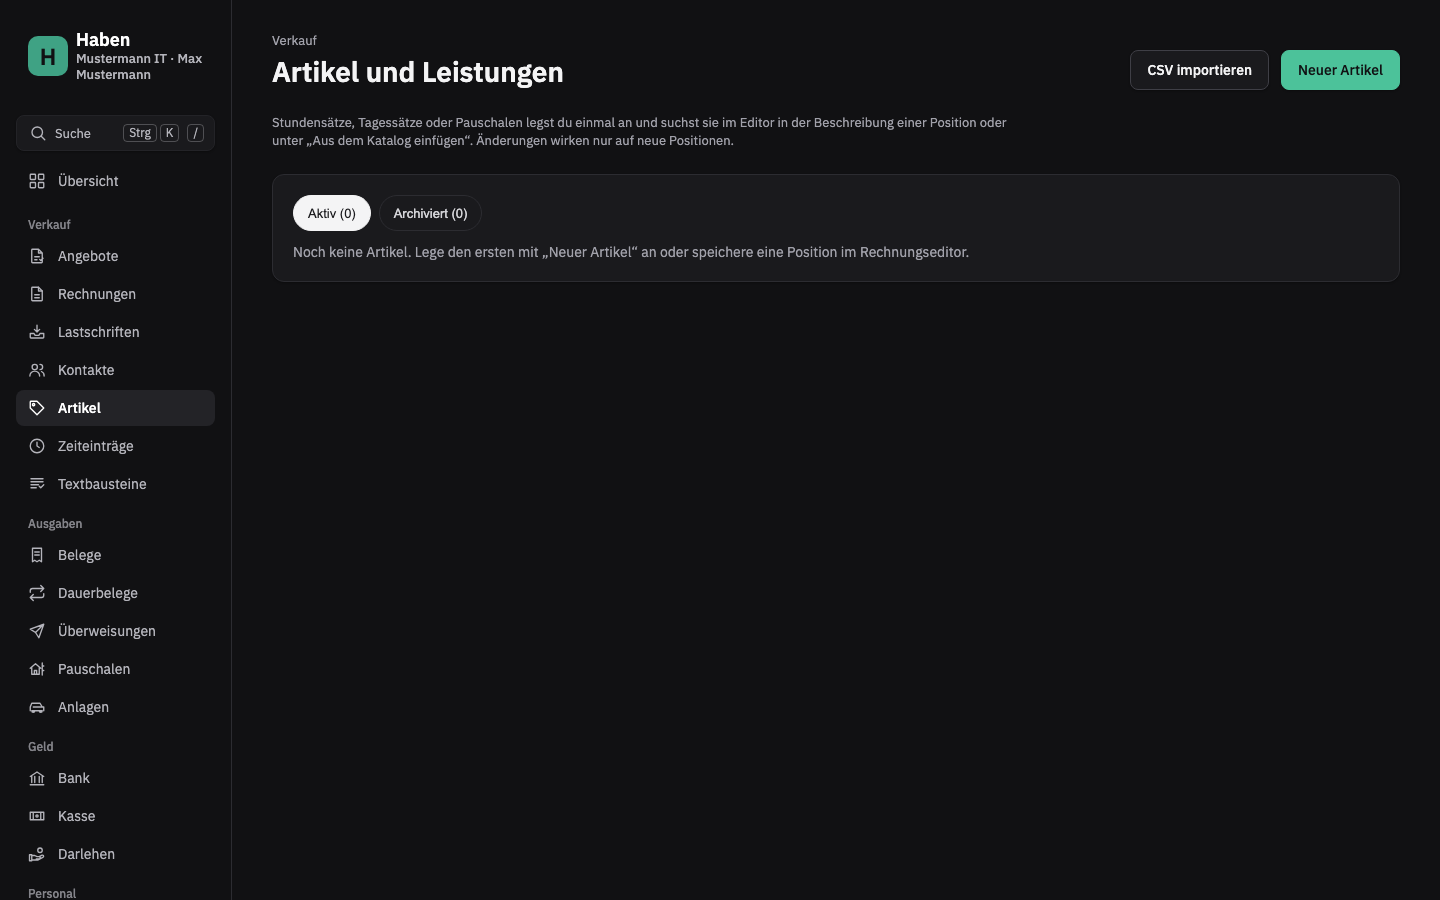 H
Haben
Mustermann IT · Max
Mustermann
Suche
Strg K /
Übersicht
Verkauf
Angebote
Rechnungen
Lastschriften
Kontakte
Artikel
Zeiteinträge
Textbausteine
Ausgaben
Belege
Dauerbelege
Überweisungen
Pauschalen
Anlagen
Geld
Bank
Kasse
Darlehen
Personal
Verkauf
Artikel und Leistungen
CSV importieren
Neuer Artikel
Stundensätze, Tagessätze oder Pauschalen legst du einmal an und suchst sie im Editor in der Beschreibung einer Position oder
unter „Aus dem Katalog einfügen“. Änderungen wirken nur auf neue Positionen.
Aktiv (0)
Archiviert (0)
Noch keine Artikel. Lege den ersten mit „Neuer Artikel“ an oder speichere eine Position im Rechnungseditor.